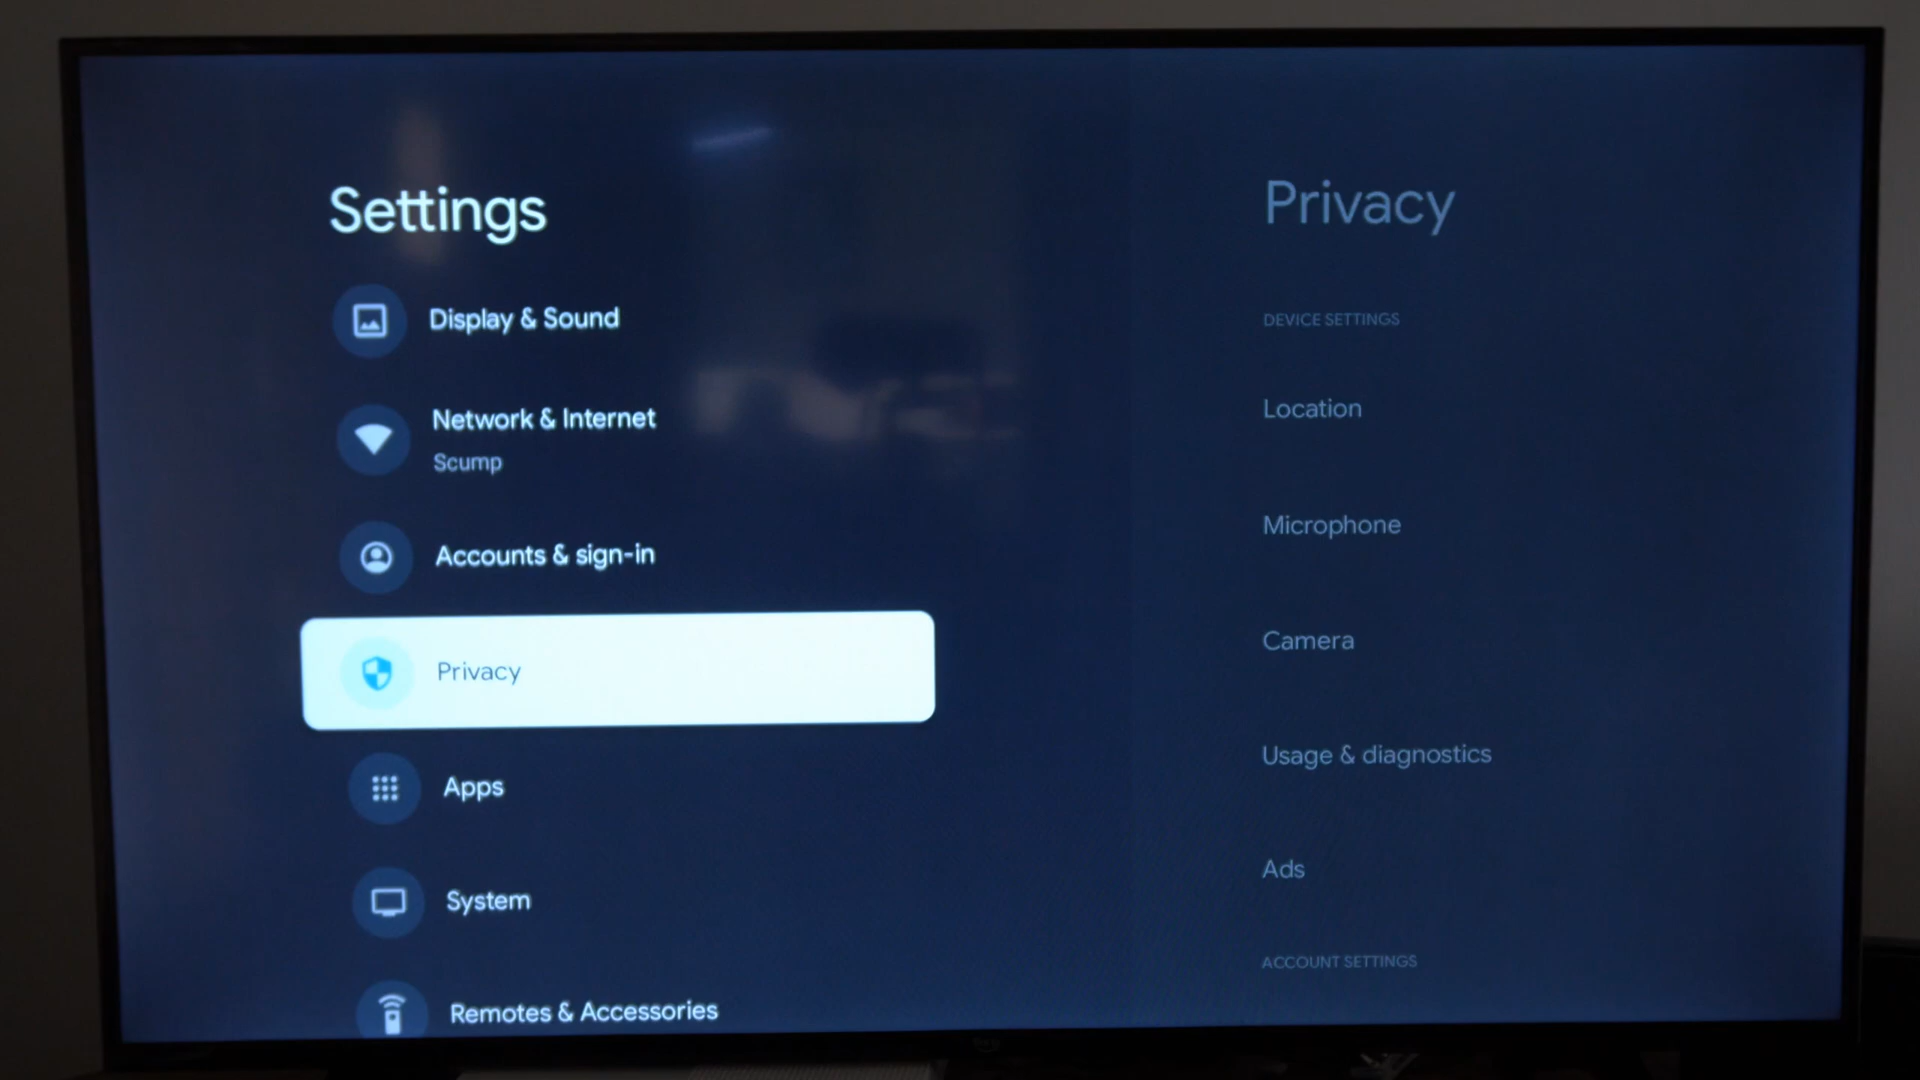 Settings
Display & Sound
Network & Internet
Scump
Accounts & sign-in
Privacy
Apps
System
Remotes & Accessories
Privacy
DEVICE SETTINGS
Location
Microphone
Camera
Usage & diagnostics
Ads
ACCOUNT SETTINGS